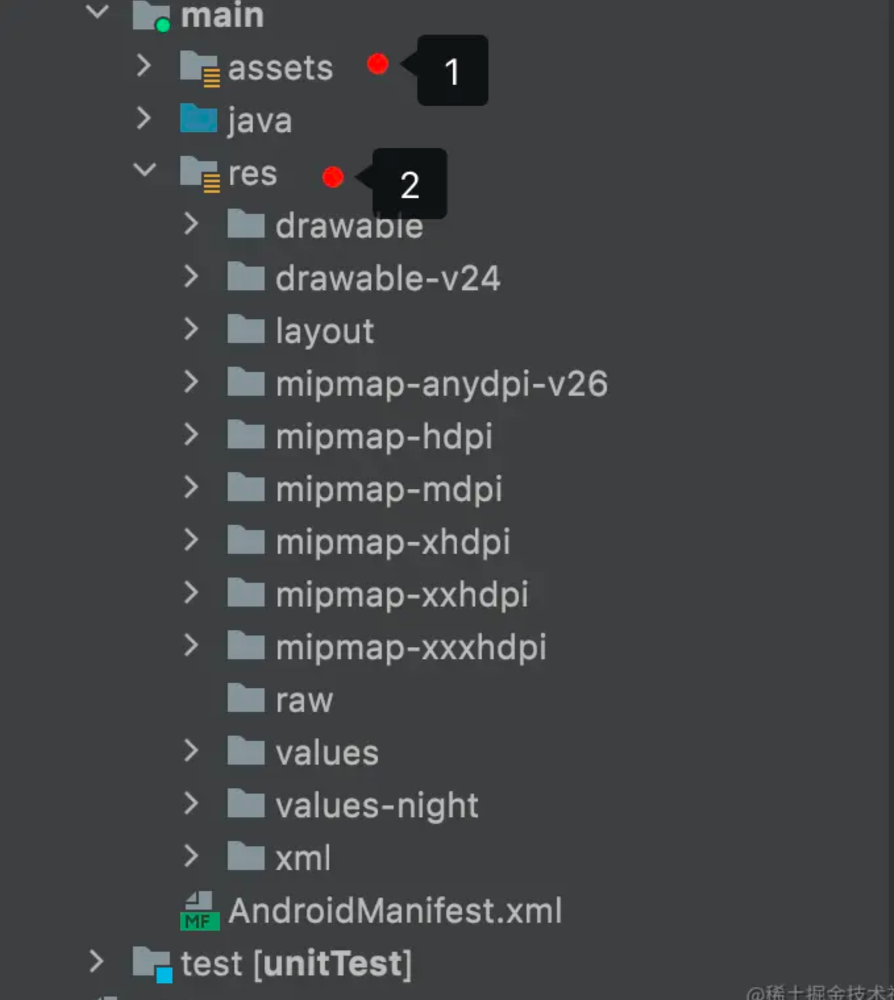 main
assets
1
java
res
2
drawable
drawable-v24
layout
mipmap-anydpi-v26
mipmap-hdpi
mipmap-mdpi
mipmap-xhdpi
mipmap-xxhdpi
mipmap-xxxhdpi
raw
values
values-night
xml
MF AndroidManifest.xml
test [unitTest]
@稀土掘金技术社